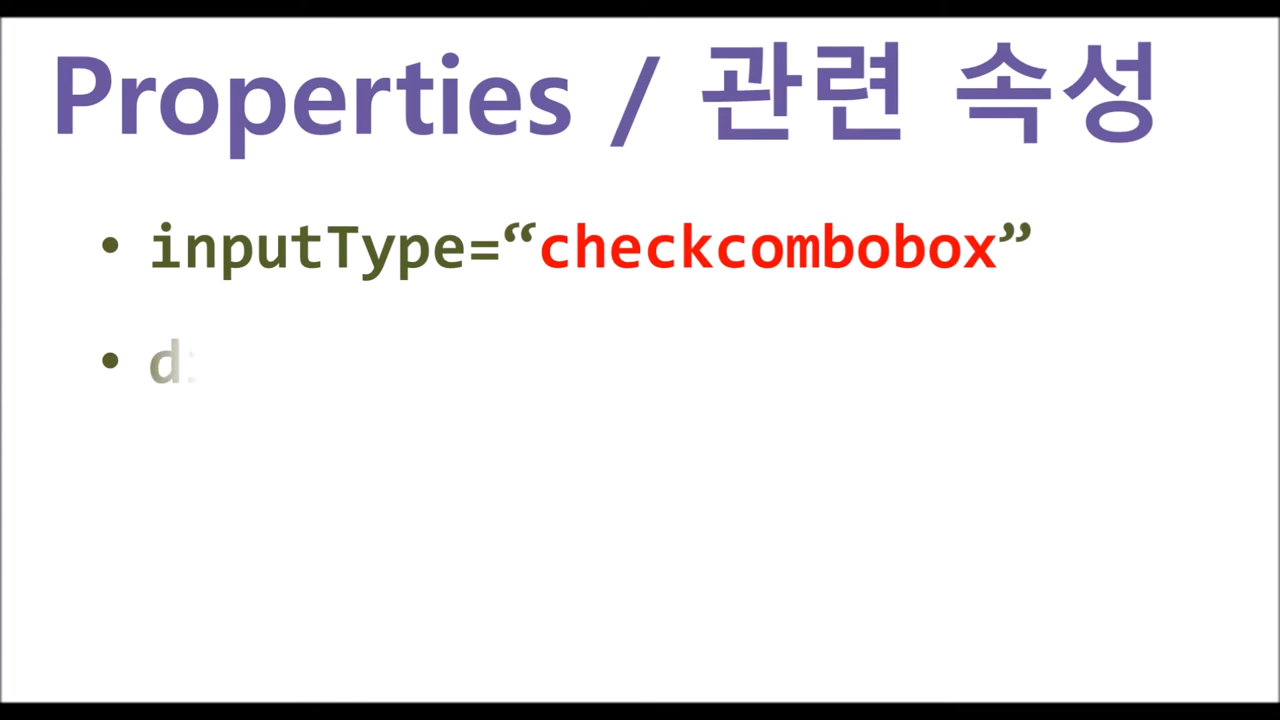 Properties / 관련 속성
• inputType=“checkcombobox”